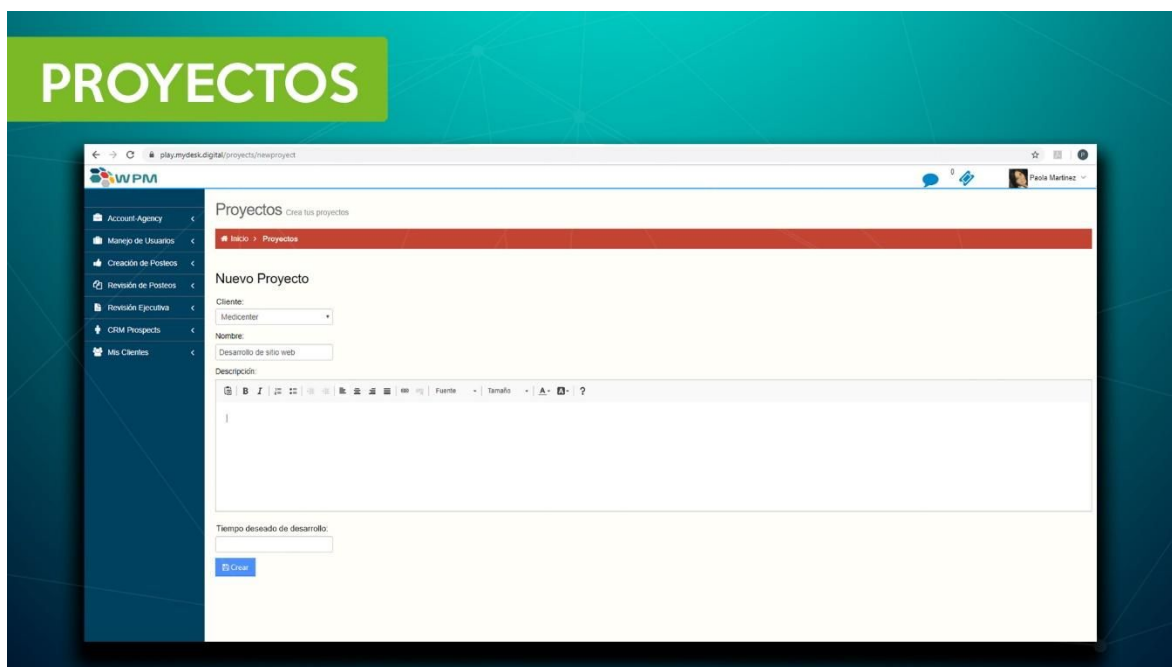 PROYECTOS
play.mydesk.digital/proyects/newproyect
WPM
0
Paola Martinez
Account-Agency
Manejo de Usuarios
Creación de Posteos
Revisión de Posteos
Revisión Ejecutiva
CRM Prospects
Mis Clientes
Proyectos Crea tus proyectos
Inicio > Proyectos
Nuevo Proyecto
Cliente:
Medicenter
Nombre:
Desarrollo de sitio web
Descripción:
B I Fuente Tamaño A A ?
Tiempo deseado de desarrollo:
Crear